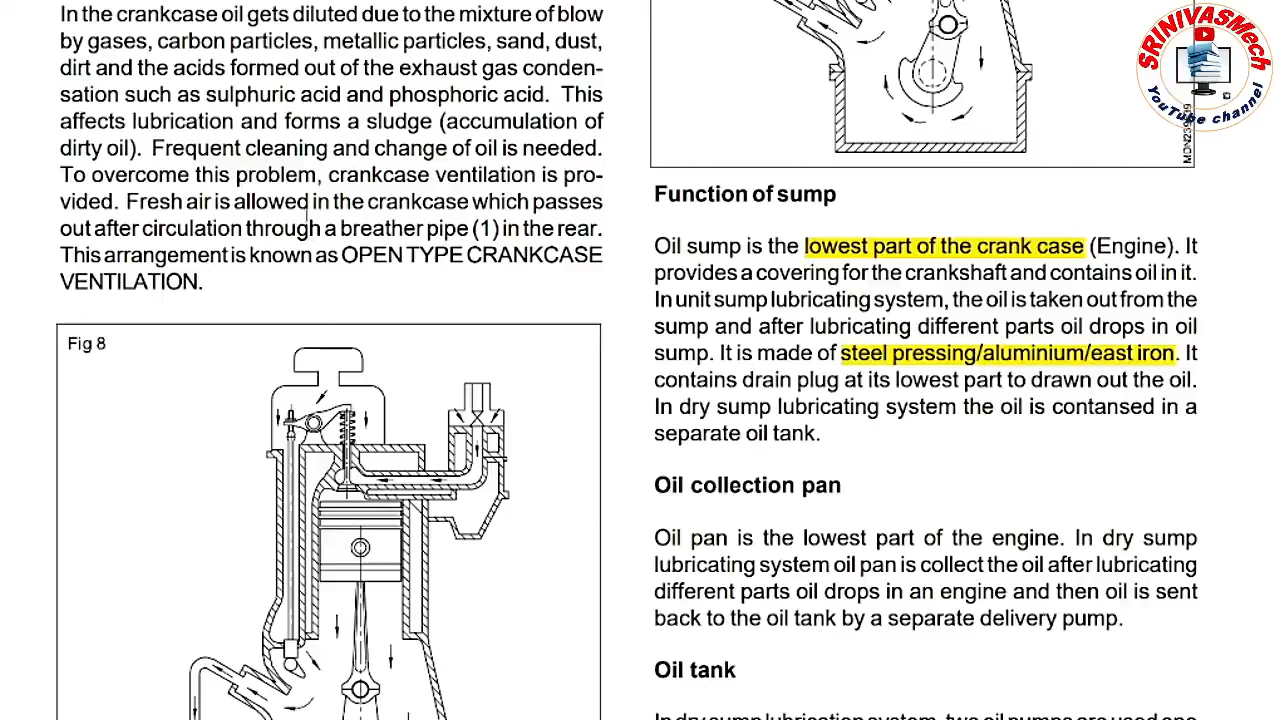 In the crankcase oil gets diluted due to the mixture of blow
by gases, carbon particles, metallic particles, sand, dust,
dirt and the acids formed out of the exhaust gas conden-
sation such as sulphuric acid and phosphoric acid. This
affects lubrication and forms a sludge (accumulation of
dirty oil). Frequent cleaning and change of oil is needed.
To overcome this problem, crankcase ventilation is pro-
vided. Fresh air is allowed in the crankcase which passes
out after circulation through a breather pipe (1) in the rear.
This arrangement is known as OPEN TYPE CRANKCASE
VENTILATION.
Fig 8
SRINIVASMech
YouTube channel
Function of sump
Oil sump is the lowest part of the crank case (Engine). It
provides a covering for the crankshaft and contains oil in it.
In unit sump lubricating system, the oil is taken out from the
sump and after lubricating different parts oil drops in oil
sump. It is made of steel pressing/aluminium/east iron. It
contains drain plug at its lowest part to drawn out the oil.
In dry sump lubricating system the oil is contansed in a
separate oil tank.
Oil collection pan
Oil pan is the lowest part of the engine. In dry sump
lubricating system oil pan is collect the oil after lubricating
different parts oil drops in an engine and then oil is sent
back to the oil tank by a separate delivery pump.
Oil tank
In dry sump lubrication system, two oil pumps are used one